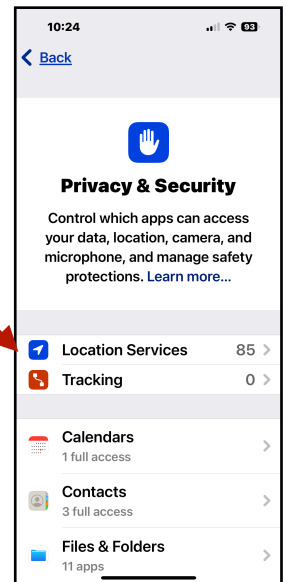 10:24 93
Back
Privacy & Security
Control which apps can access
your data, location, camera, and
microphone, and manage safety
protections. Learn more...
Location Services 85
Tracking 0
Calendars
1 full access
Contacts
3 full access
Files & Folders
11 apps